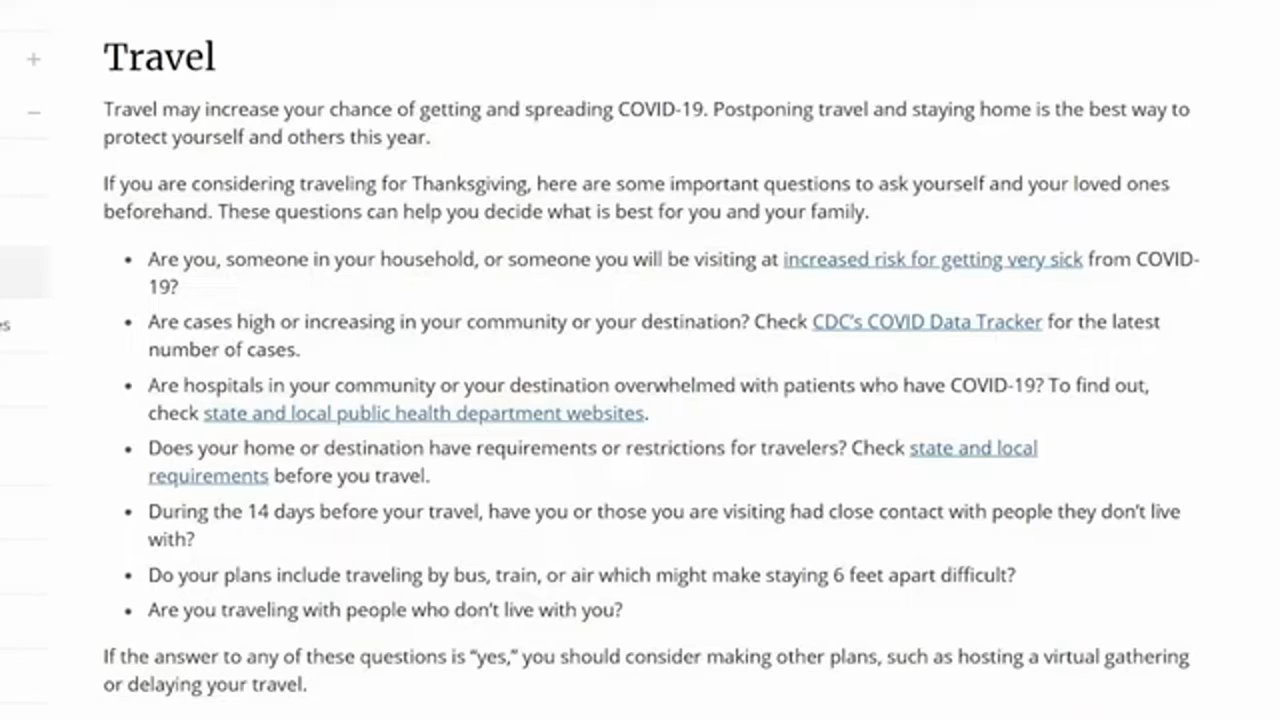 Travel
Travel may increase your chance of getting and spreading COVID-19. Postponing travel and staying home is the best way to
protect yourself and others this year.
If you are considering traveling for Thanksgiving, here are some important questions to ask yourself and your loved ones
beforehand. These questions can help you decide what is best for you and your family.
• Are you, someone in your household, or someone you will be visiting at increased risk for getting very sick from COVID-
19?
• Are cases high or increasing in your community or your destination? Check CDC's COVID Data Tracker for the latest
number of cases.
• Are hospitals in your community or your destination overwhelmed with patients who have COVID-19? To find out,
check state and local public health department websites.
• Does your home or destination have requirements or restrictions for travelers? Check state and local
requirements before you travel.
• During the 14 days before your travel, have you or those you are visiting had close contact with people they don't live
with?
• Do your plans include traveling by bus, train, or air which might make staying 6 feet apart difficult?
• Are you traveling with people who don't live with you?
If the answer to any of these questions is “yes,” you should consider making other plans, such as hosting a virtual gathering
or delaying your travel.